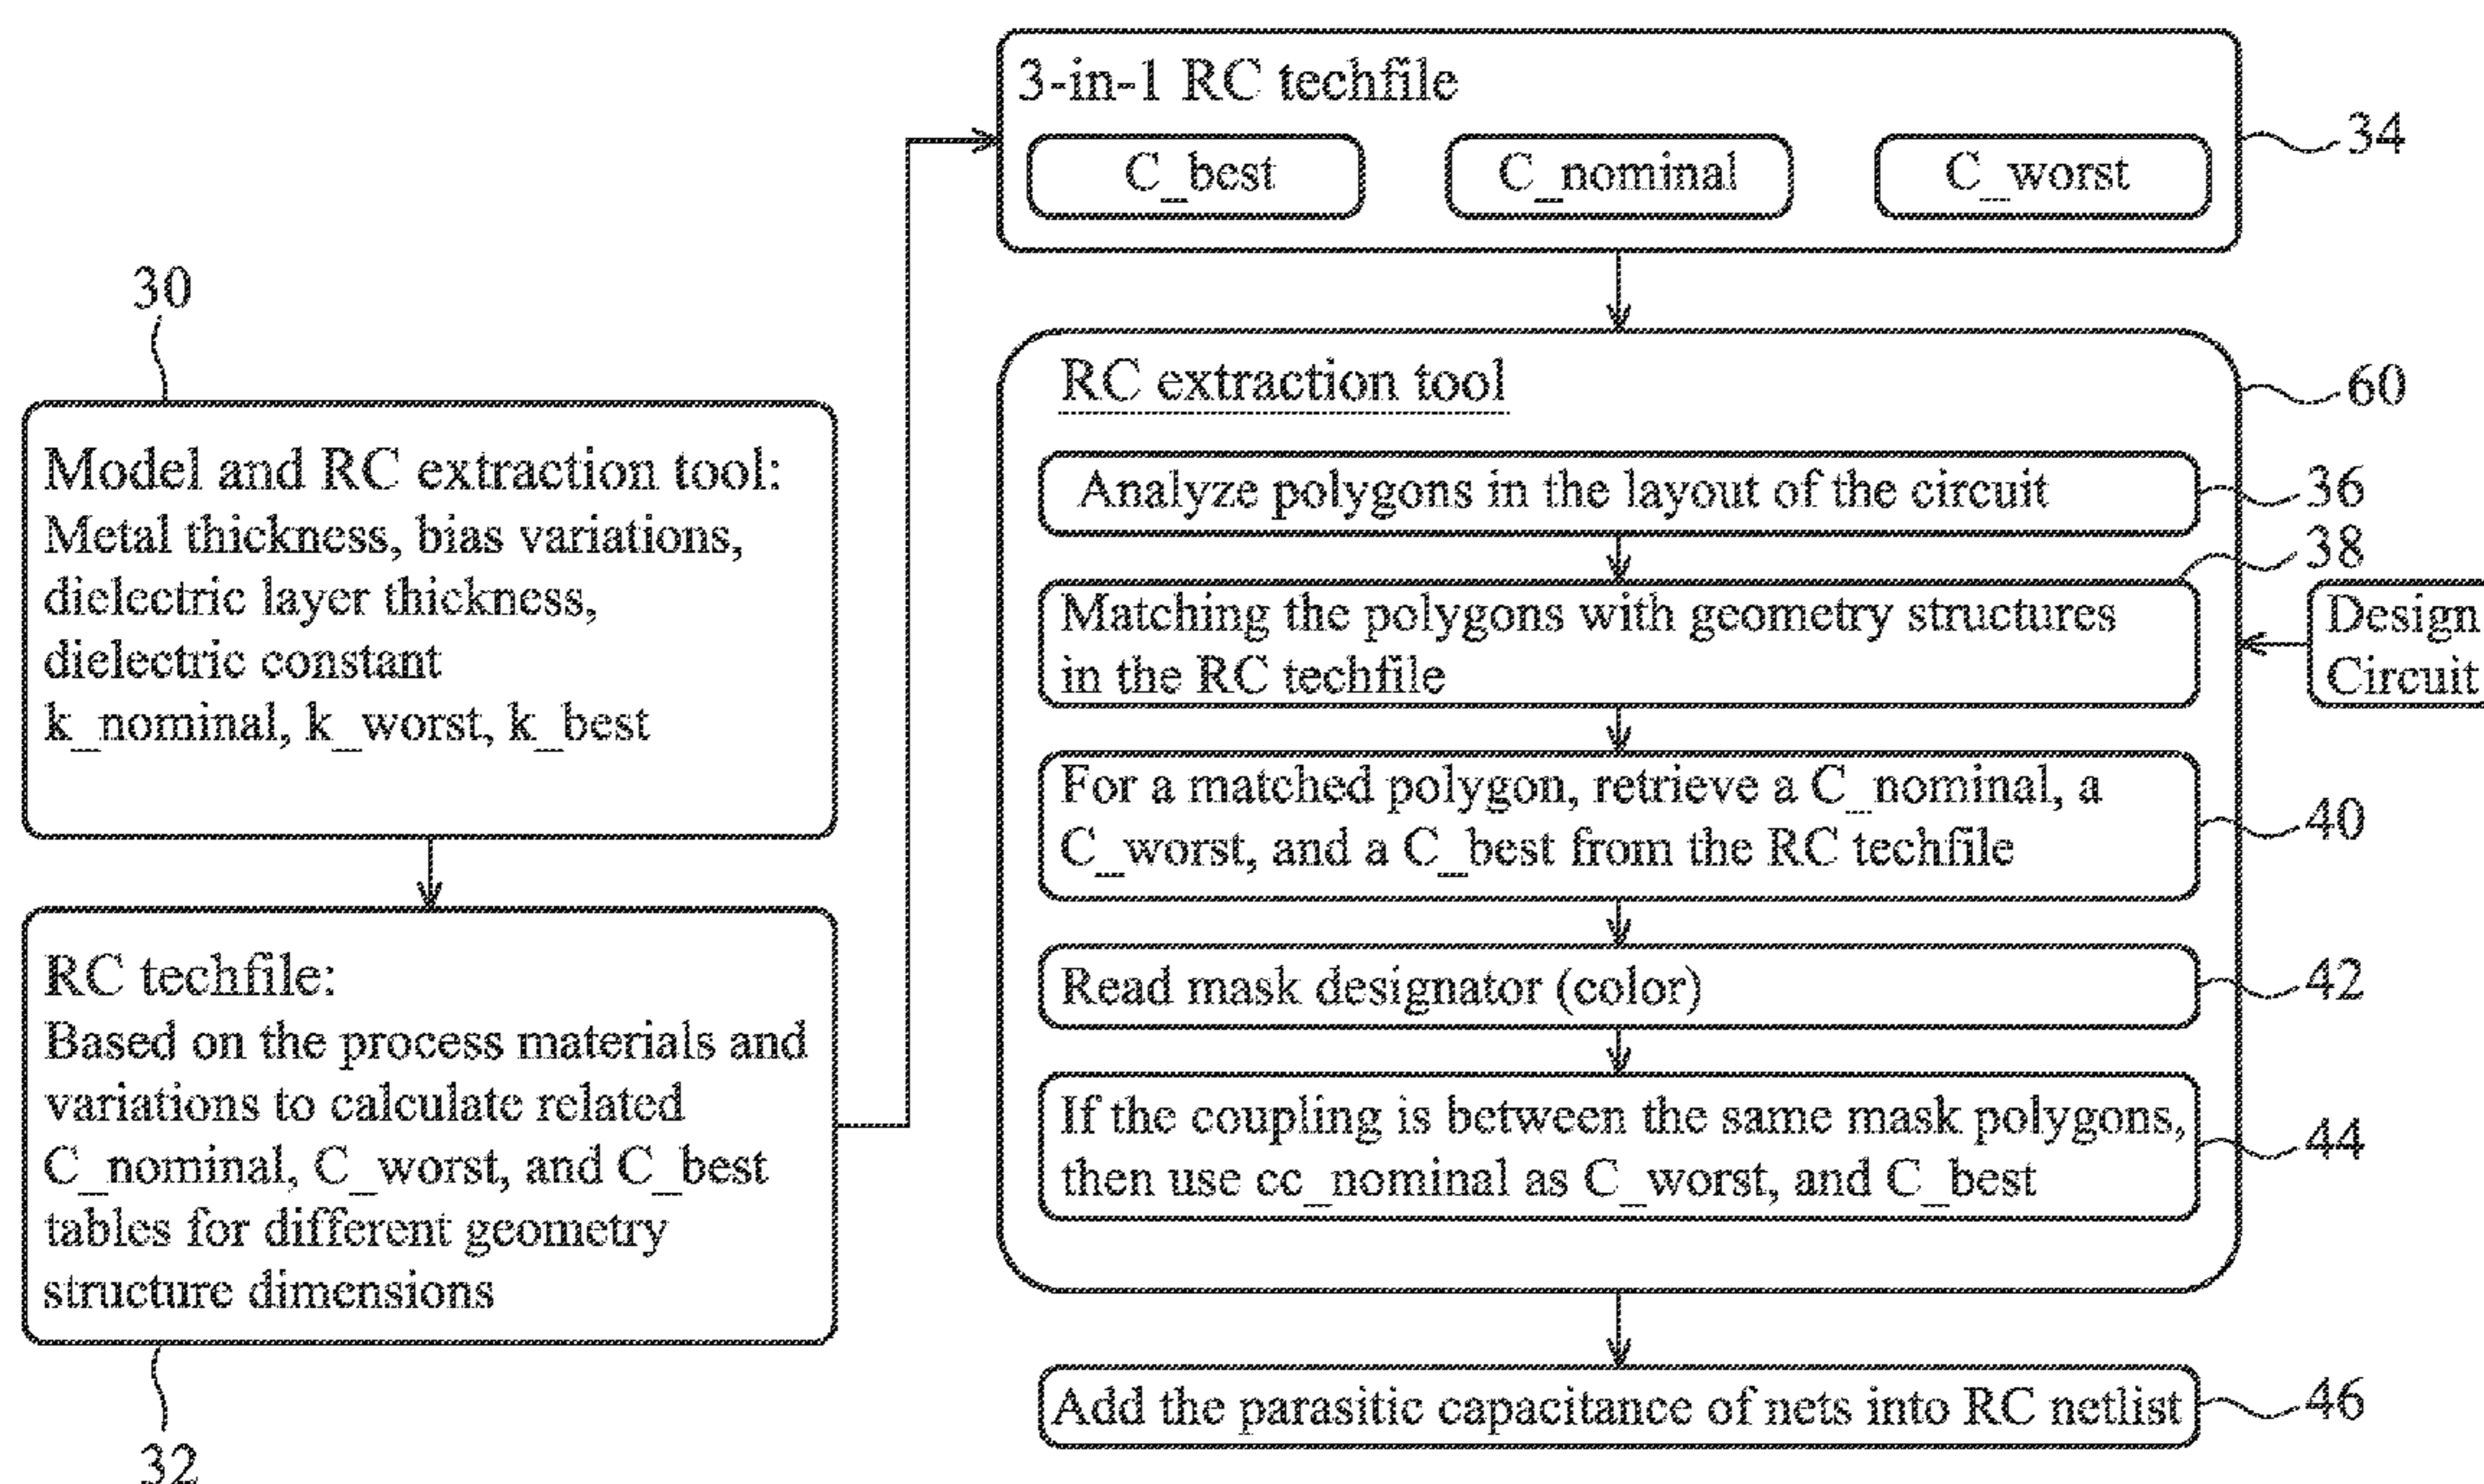 30
Model and RC extraction tool:
Metal thickness, bias variations,
dielectric layer thickness,
dielectric constant
k_nominal, k_worst, k_best
RC techfile:
Based on the process materials and
variations to calculate related
C_nominal, C_worst, and C_best
tables for different geometry
structure dimensions
32
3-in-1 RC techfile
C_best
C_nominal
C_worst
34
RC extraction tool
60
Analyze polygons in the layout of the circuit
36
38
Matching the polygons with geometry structures
in the RC techfile
Design
Circuit
For a matched polygon, retrieve a C_nominal, a
C_worst, and a C_best from the RC techfile
40
Read mask designator (color)
42
If the coupling is between the same mask polygons,
then use cc_nominal as C_worst, and C_best
44
Add the parasitic capacitance of nets into RC netlist
46